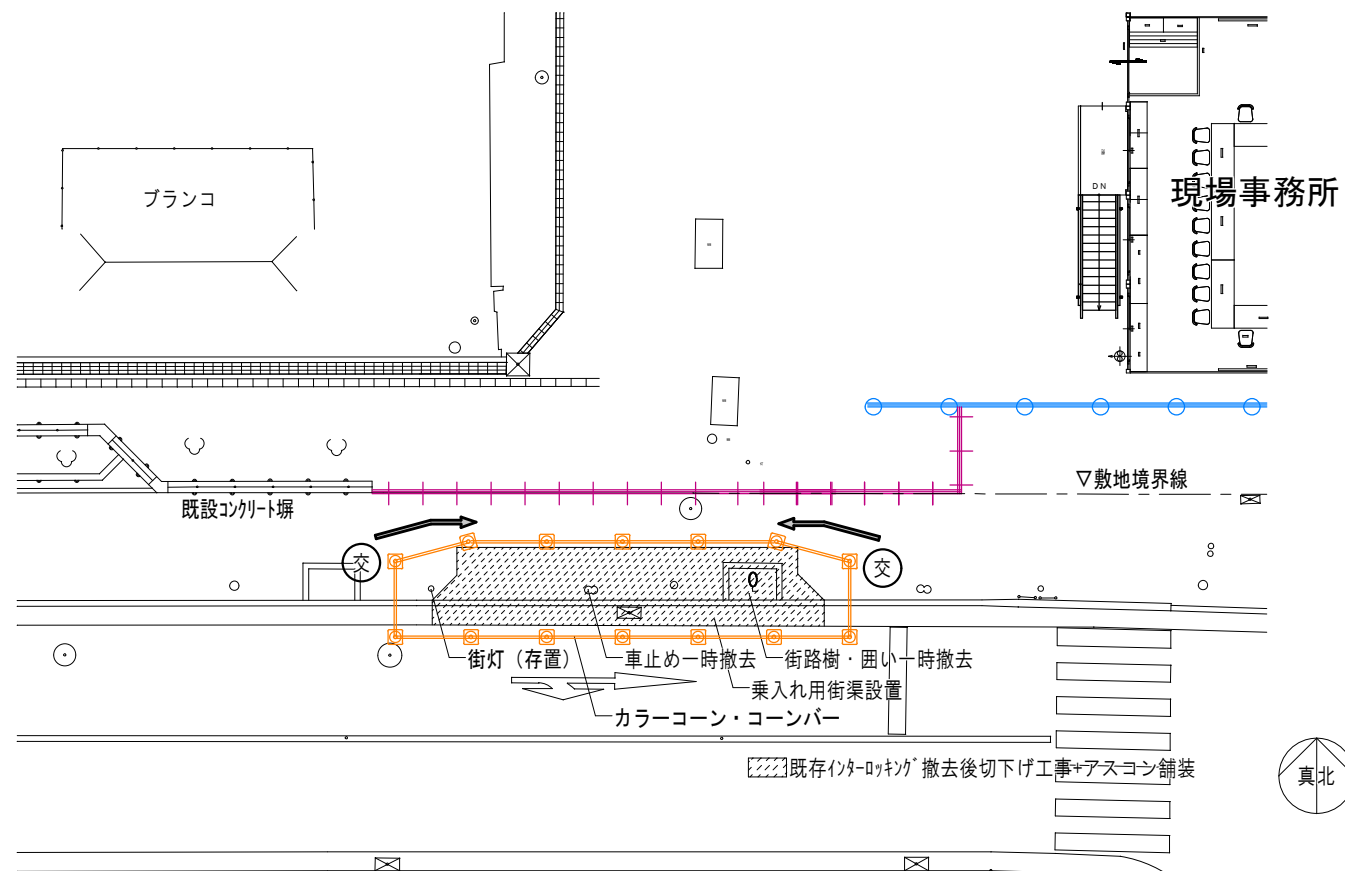 ブランコ
DN
現場事務所
▽敷地境界線
既設コンクリート塀
交
交
街灯（存置）
車止め一時撤去
街路樹・囲い一時撤去
乗入れ用街渠設置
カラーコーン・コーンバー
既存インターロッキング撤去後切下げ工事+アスコン舗装
真北